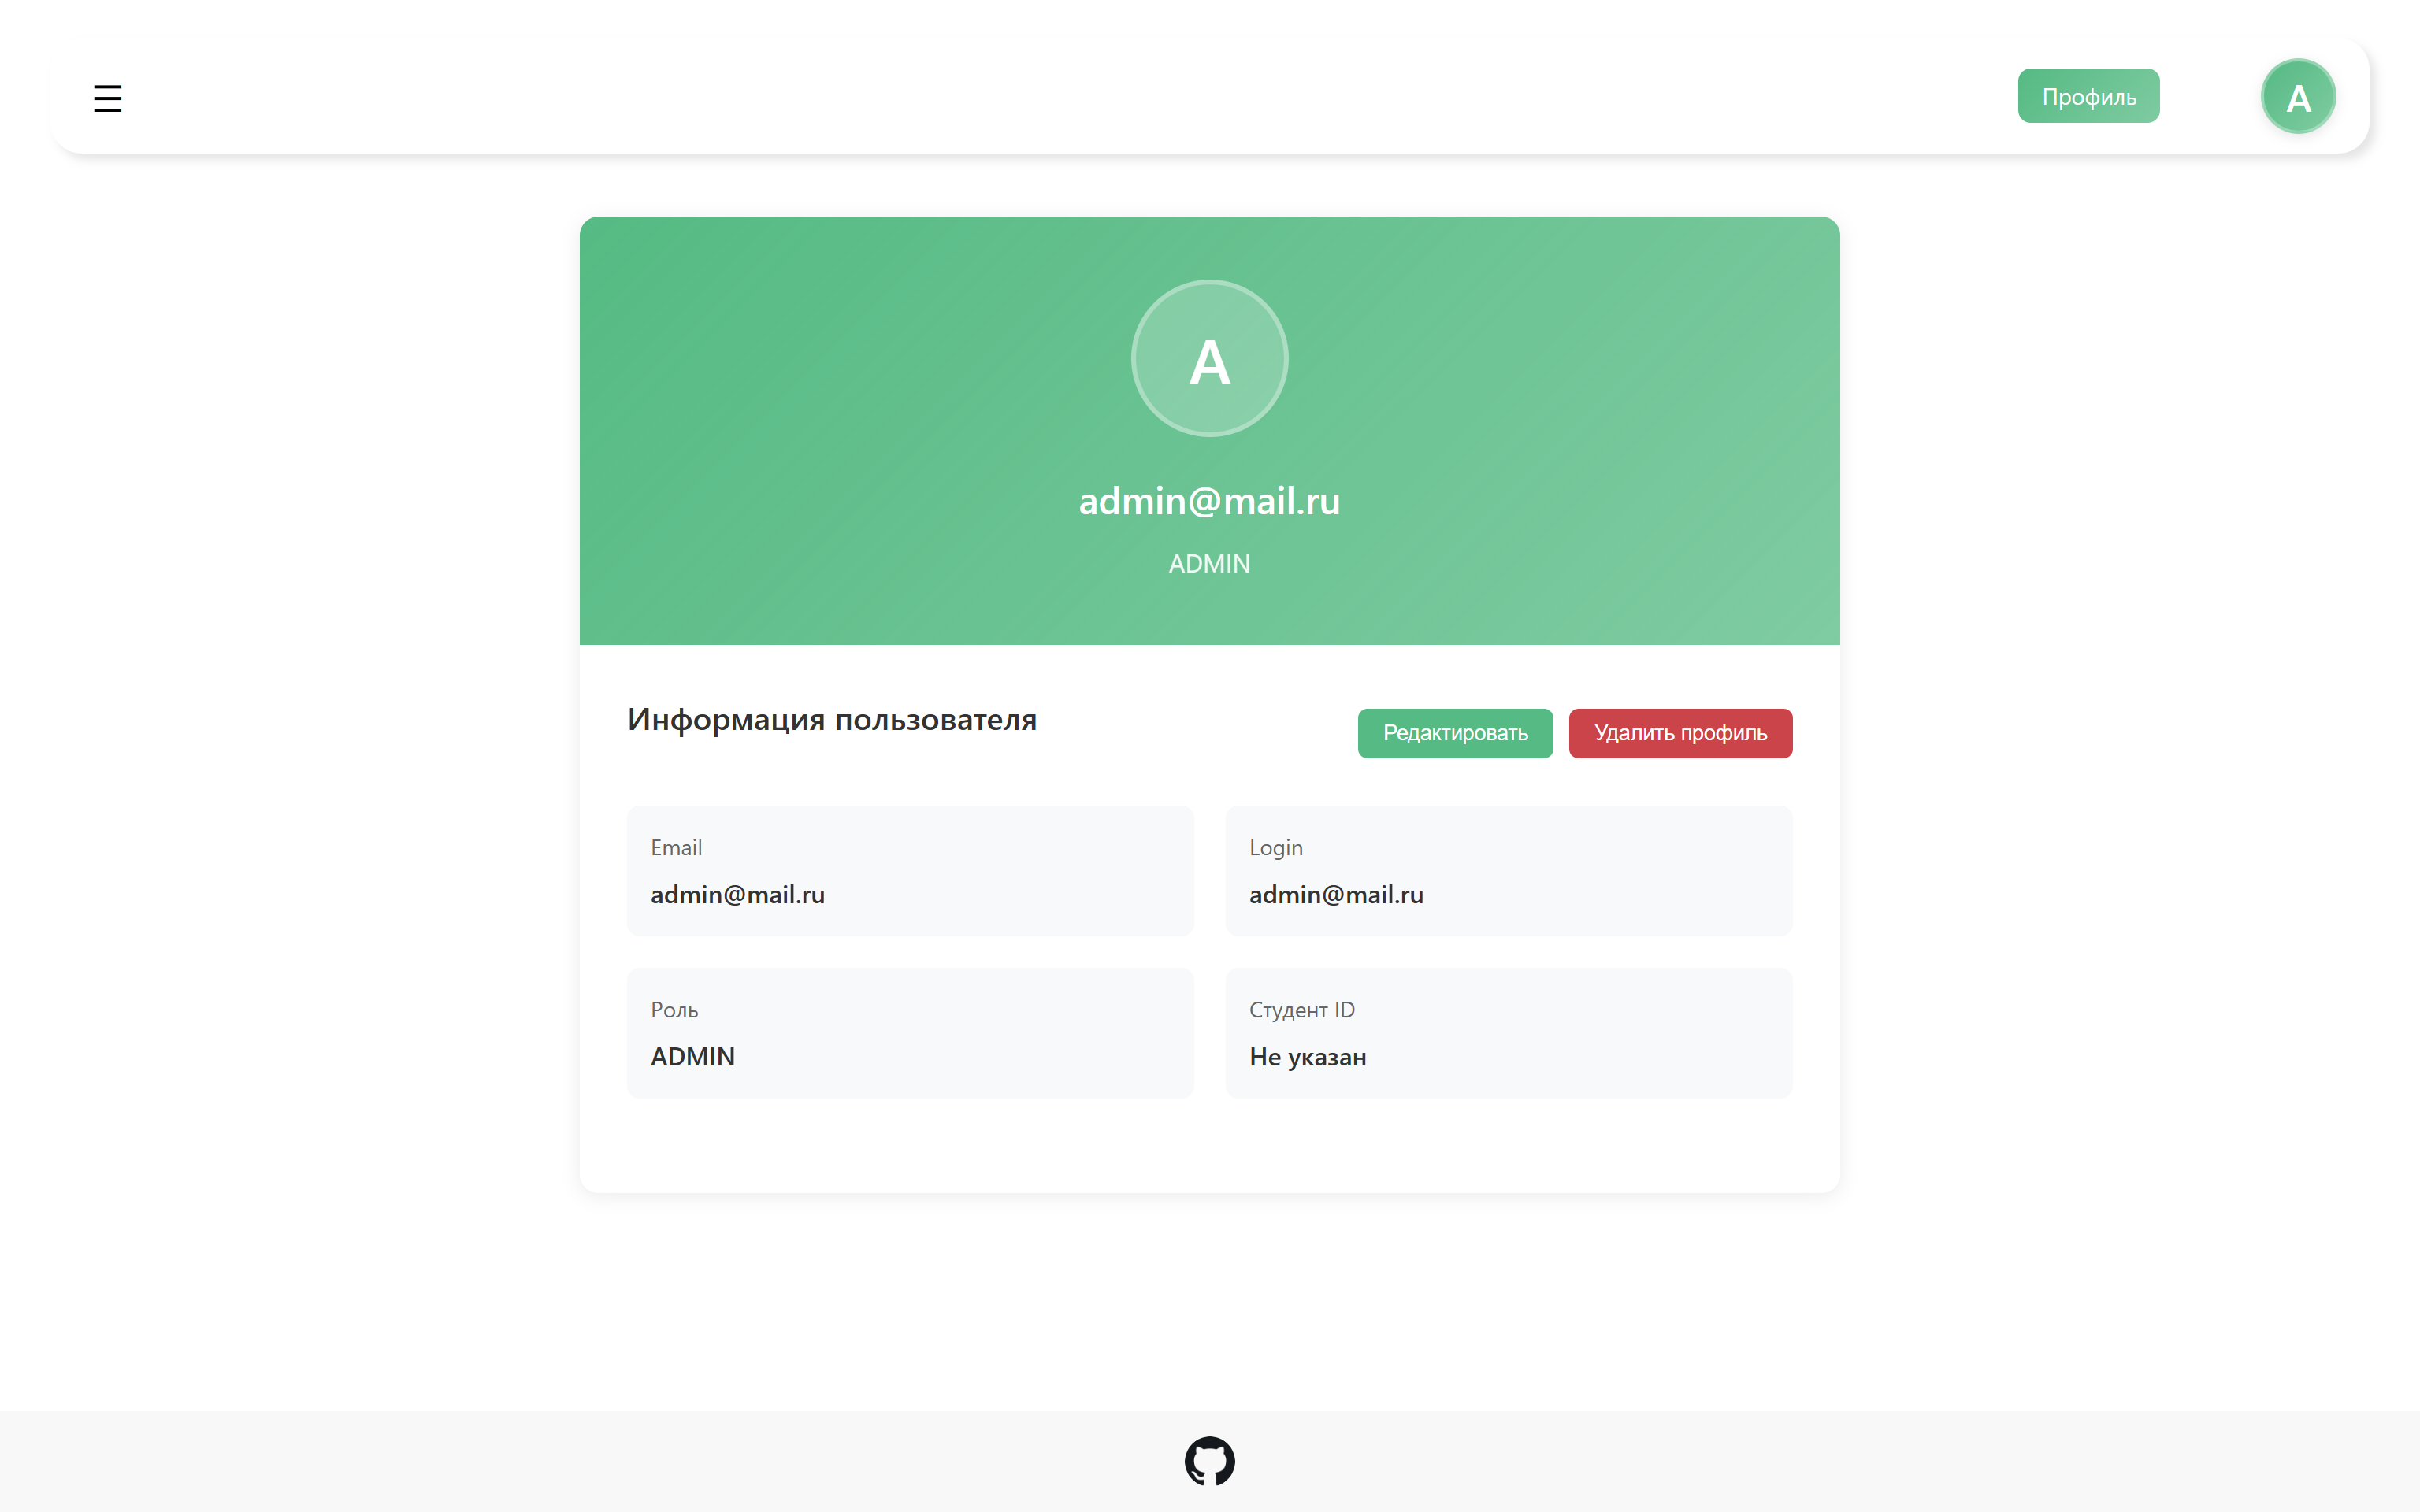 Профиль
A
A
admin@mail.ru
ADMIN
Информация пользователя
Редактировать
Удалить профиль
Email
admin@mail.ru
Login
admin@mail.ru
Роль
ADMIN
Студент ID
Не указан